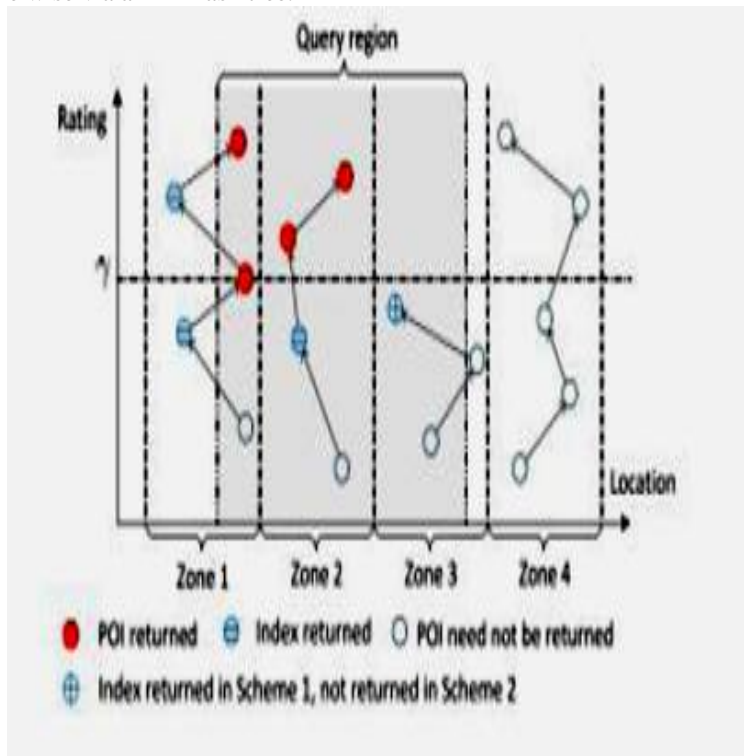 Query region
Rating
γ
Location
Zone 1 Zone 2 Zone 3 Zone 4
POI returned Index returned POI need not be returned
Index returned in Scheme 1, not returned in Scheme 2